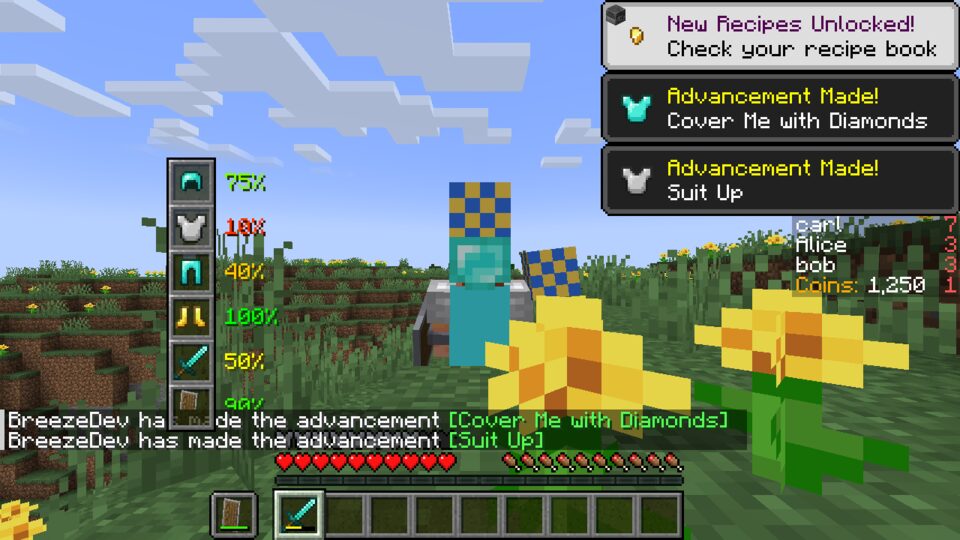 New Recipes Unlocked!
Check your recipe book
Advancement Made!
Cover Me with Diamonds
Advancement Made!
Suit Up
75%
10%
40%
100%
50%
90%
carl 7
Alice 3
bob 3
Coins: 1,250 1
BreezeDev has made the advancement [Cover Me with Diamonds]
BreezeDev has made the advancement [Suit Up]